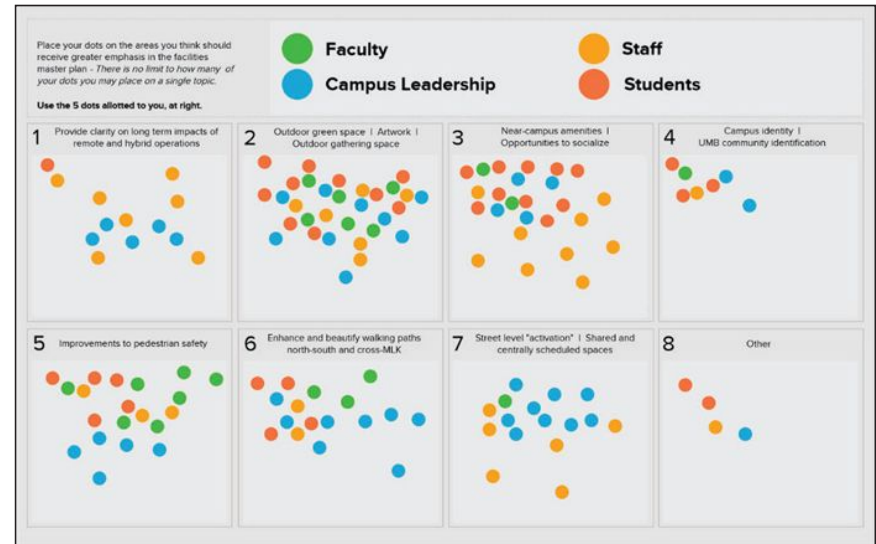 Place your dots on the areas you think should
receive greater emphasis in the facilities
master plan - There is no limit to how many of
your dots you may place on a single topic.
Use the 5 dots allotted to you, at right.
Faculty
Staff
Campus Leadership
Students
1
Provide clarity on long term impacts of
remote and hybrid operations
2
Outdoor green space | Artwork |
Outdoor gathering space
3
Near-campus amenities |
Opportunities to socialize
4
Campus identity |
UMB community identification
5
Improvements to pedestrian safety
6
Enhance and beautify walking paths
north-south and cross-MLK
7
Street level "activation" | Shared and
centrally scheduled spaces
8
Other